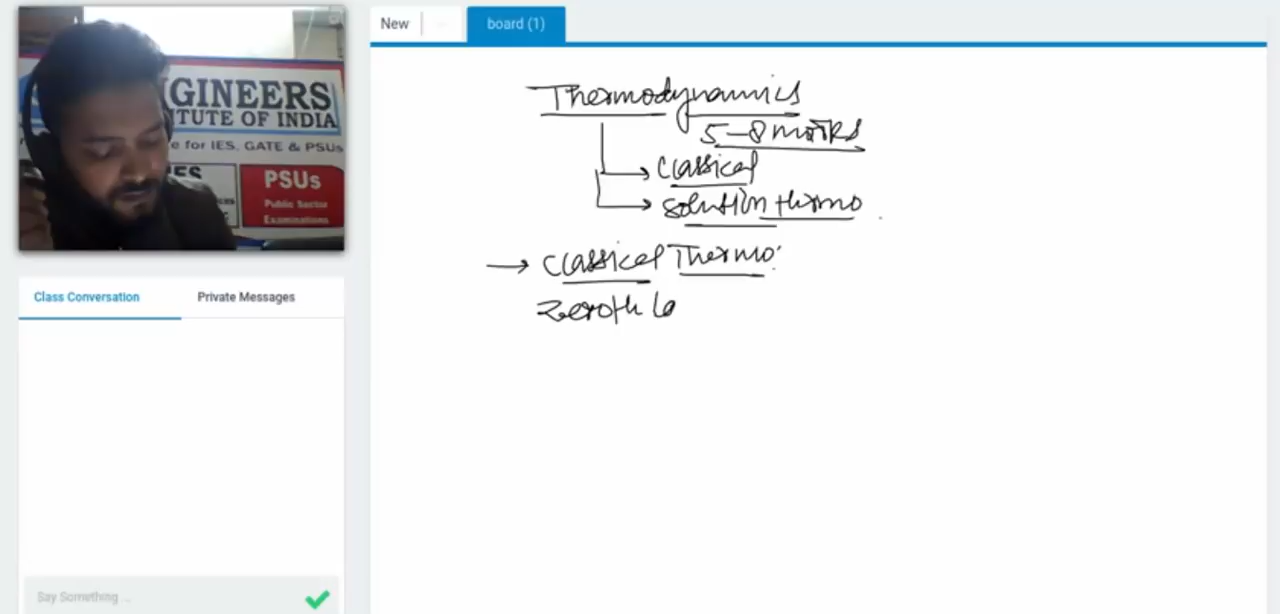 GINEERS
TUTE OF INDIA
e for IES, GATE & PSUs
PSUs
Public Sector
Examinations
Class Conversation
Private Messages
Say Something ...
New
board (1)
Thermodynamics
5-8 marks
Classical
solution thermo
→ Classical Thermo:
Zeroth la